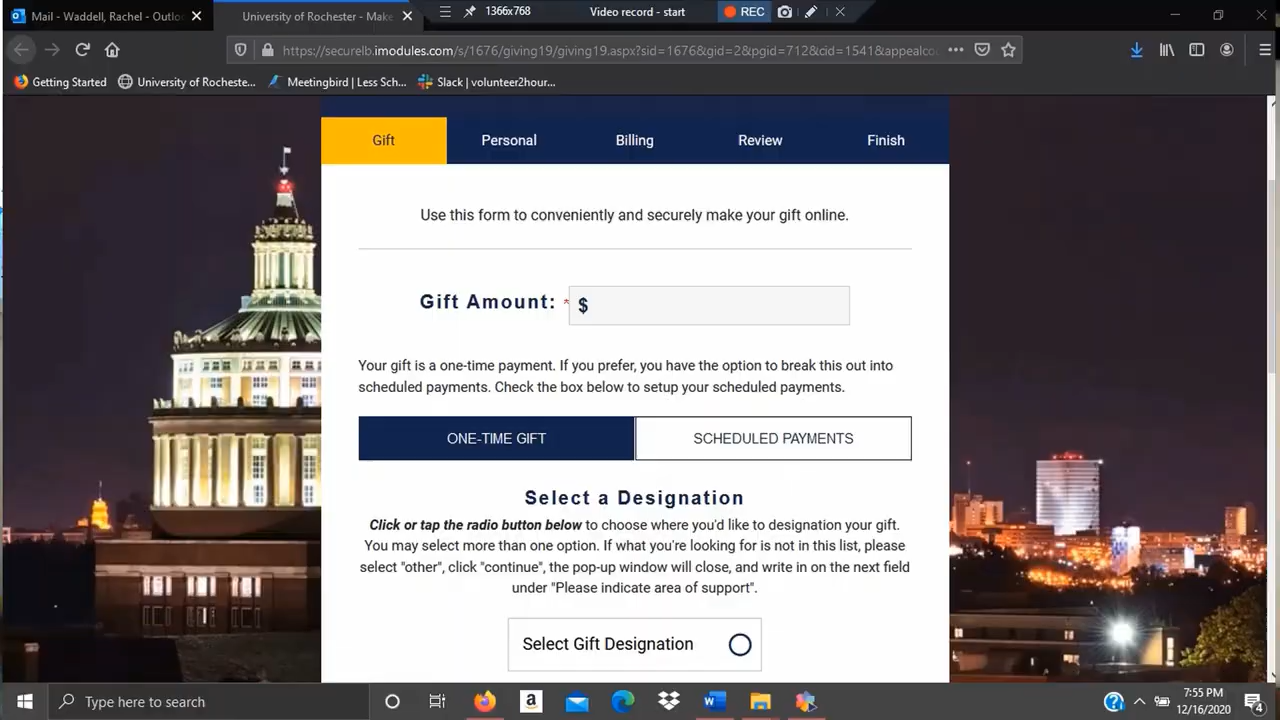 Mail - Waddell, Rachel - Outlo
University of Rochester - Make
1366x768
Video record - start
REC
https://securelb.imodules.com/s/1676/giving19/giving19.aspx?sid=1676&gid=2&pgid=712&cid=1541&appealco
Getting Started
University of Rocheste...
Meetingbird | Less Sch...
Slack | volunteer2hour...
Gift
Personal
Billing
Review
Finish
Use this form to conveniently and securely make your gift online.
Gift Amount: * $
Your gift is a one-time payment. If you prefer, you have the option to break this out into
scheduled payments. Check the box below to setup your scheduled payments.
ONE-TIME GIFT
SCHEDULED PAYMENTS
Select a Designation
Click or tap the radio button below to choose where you'd like to designation your gift.
You may select more than one option. If what you're looking for is not in this list, please
select "other", click "continue", the pop-up window will close, and write in on the next field
under "Please indicate area of support".
Select Gift Designation
Type here to search
7:55 PM
12/16/2020
4